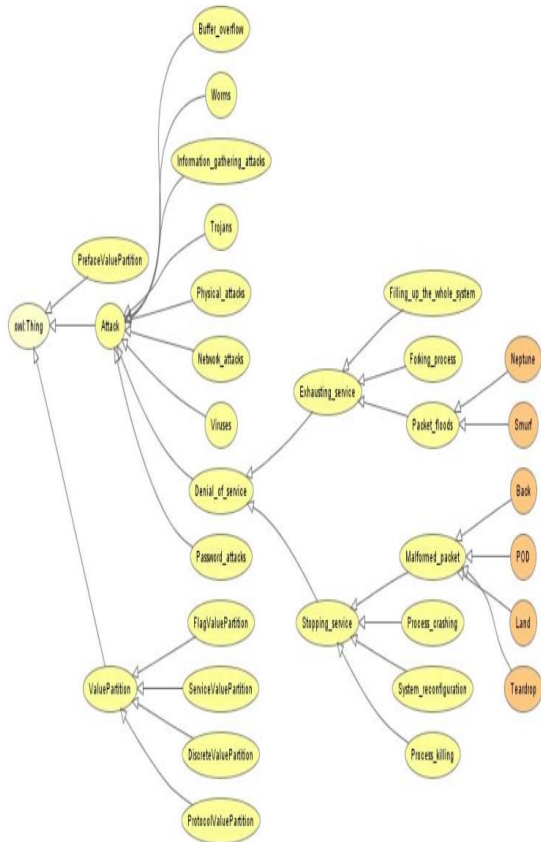 Buffer_overflow
Worms
Information_gathering_attacks
Trojans
PrefaceValuePartition
Physical_attacks
Filling_up_the_whole_system
owl:Thing
Attack
Network_attacks
Forking_process
Neptune
Exhausting_service
Viruses
Packet_floods
Smurf
Denial_of_service
Back
Password_attacks
Malformed_packet
POD
FlagValuePartition
Stopping_service
Process_crashing
Land
ValuePartition
ServiceValuePartition
System_reconfiguration
Teardrop
DiscreteValuePartition
Process_killing
ProtocolValuePartition